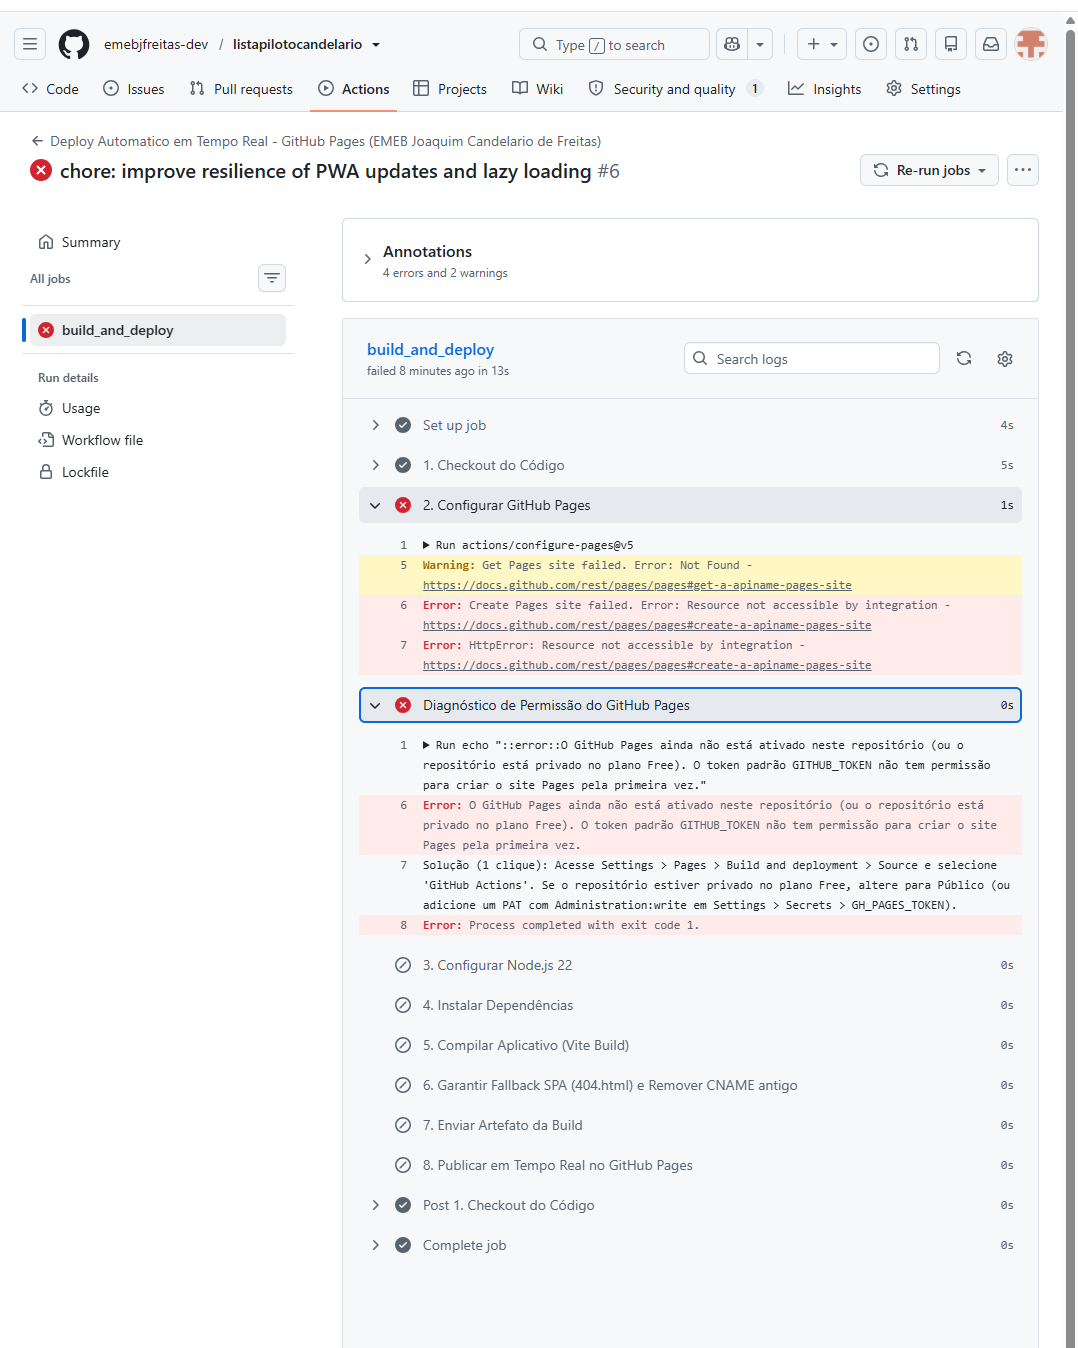 emebjfreitas-dev / listapilotocandelario
Type / to search
Code
Issues
Pull requests
Actions
Projects
Wiki
Security and quality 1
Insights
Settings
Deploy Automatico em Tempo Real - GitHub Pages (EMEB Joaquim Candelario de Freitas)
chore: improve resilience of PWA updates and lazy loading #6
Re-run jobs
Summary
All jobs
build_and_deploy
Run details
Usage
Workflow file
Lockfile
Annotations
4 errors and 2 warnings
build_and_deploy
failed 8 minutes ago in 13s
Search logs
Set up job 4s
1. Checkout do Código 5s
2. Configurar GitHub Pages 1s
1 Run actions/configure-pages@v5
5 Warning: Get Pages site failed. Error: Not Found -
https://docs.github.com/rest/pages/pages#get-a-apiname-pages-site
6 Error: Create Pages site failed. Error: Resource not accessible by integration -
https://docs.github.com/rest/pages/pages#create-a-apiname-pages-site
7 Error: HttpError: Resource not accessible by integration -
https://docs.github.com/rest/pages/pages#create-a-apiname-pages-site
Diagnóstico de Permissão do GitHub Pages 0s
1 Run echo "::error::O GitHub Pages ainda não está ativado neste repositório (ou o
repositório está privado no plano Free). O token padrão GITHUB_TOKEN não tem permissão
para criar o site Pages pela primeira vez."
6 Error: O GitHub Pages ainda não está ativado neste repositório (ou o repositório está
privado no plano Free). O token padrão GITHUB_TOKEN não tem permissão para criar o site
Pages pela primeira vez.
7 Solução (1 clique): Acesse Settings > Pages > Build and deployment > Source e selecione
'GitHub Actions'. Se o repositório estiver privado no plano Free, altere para Público (ou
adicione um PAT com Administration:write em Settings > Secrets > GH_PAGES_TOKEN).
8 Error: Process completed with exit code 1.
3. Configurar Node.js 22 0s
4. Instalar Dependências 0s
5. Compilar Aplicativo (Vite Build) 0s
6. Garantir Fallback SPA (404.html) e Remover CNAME antigo 0s
7. Enviar Artefato da Build 0s
8. Publicar em Tempo Real no GitHub Pages 0s
Post 1. Checkout do Código 0s
Complete job 0s